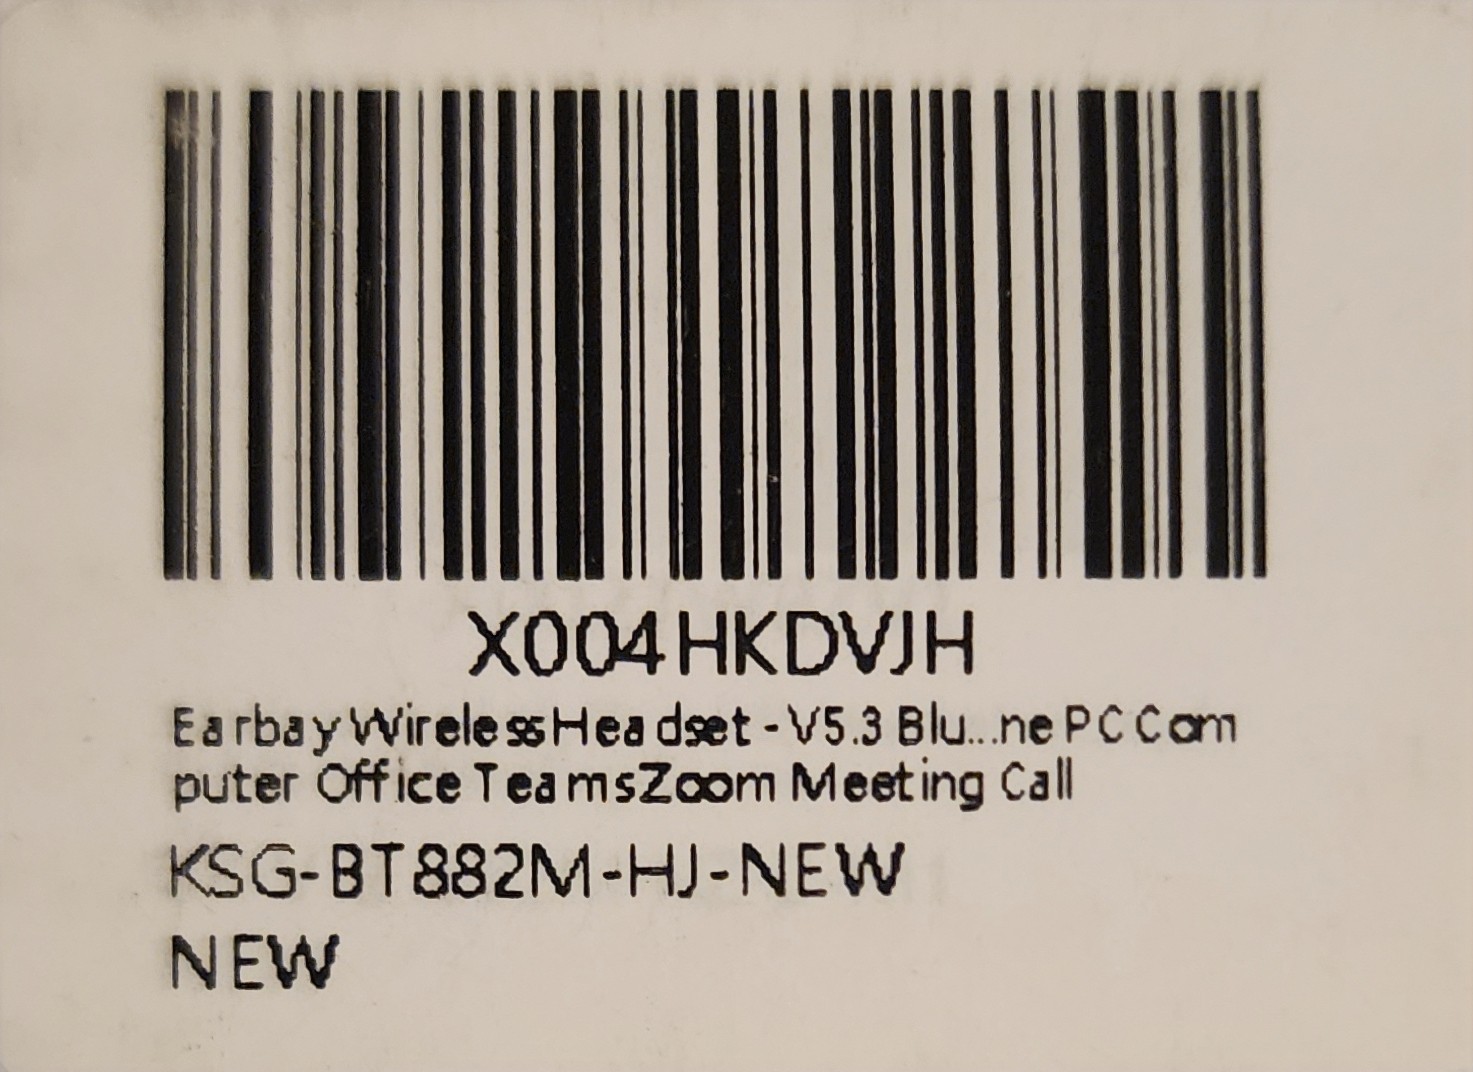 X004HKDVJH
Earbay Wireless Headset - V5.3 Blu...ne PC Com
puter Office Teams Zoom Meeting Call
KSG-BT882M-HJ-NEW
NEW